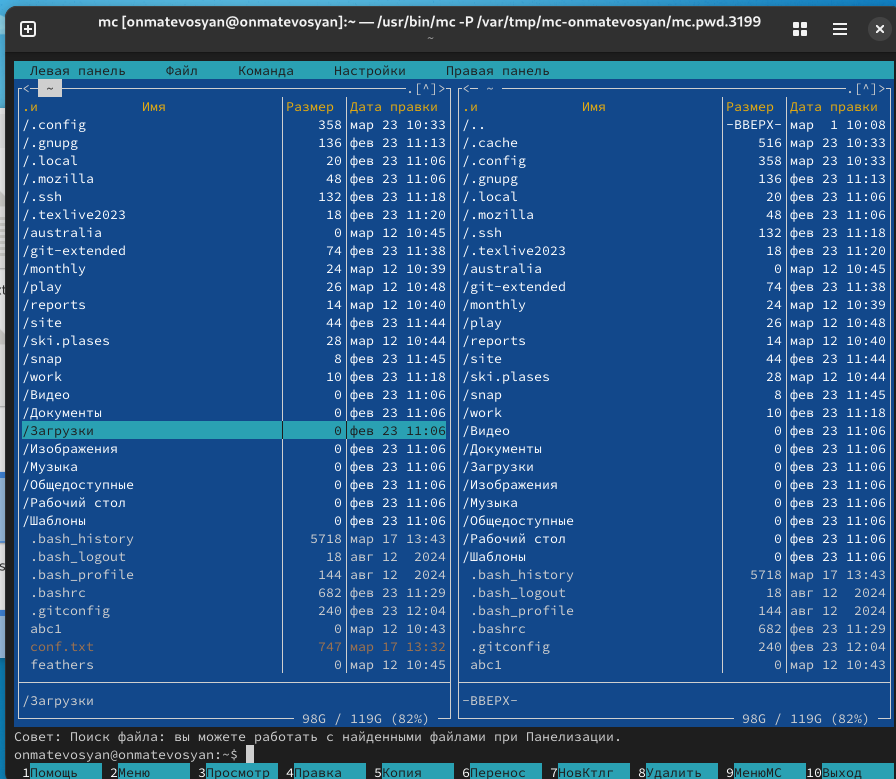 mc [onmatevosyan@onmatevosyan]:~ — /usr/bin/mc -P /var/tmp/mc-onmatevosyan/mc.pwd.3199
~
Левая панель Файл Команда Настройки Правая панель
<─ ~ ─.[^]> <─ ~ ─.[^]>
.и Имя Размер Дата правки .и Имя Размер Дата правки
/.config 358 мар 23 10:33 /.. -ВВЕРХ- мар 1 10:08
/.gnupg 136 фев 23 11:13 /.cache 516 мар 23 10:33
/.local 20 фев 23 11:06 /.config 358 мар 23 10:33
/.mozilla 48 фев 23 11:06 /.gnupg 136 фев 23 11:13
/.ssh 132 фев 23 11:18 /.local 20 фев 23 11:06
/.texlive2023 18 фев 23 11:20 /.mozilla 48 фев 23 11:06
/australia 0 мар 12 10:45 /.ssh 132 фев 23 11:18
/git-extended 74 фев 23 11:38 /.texlive2023 18 фев 23 11:20
/monthly 24 мар 12 10:39 /australia 0 мар 12 10:45
/play 26 мар 12 10:48 /git-extended 74 фев 23 11:38
/reports 14 мар 12 10:40 /monthly 24 мар 12 10:39
/site 44 фев 23 11:44 /play 26 мар 12 10:48
/ski.plases 28 мар 12 10:44 /reports 14 мар 12 10:40
/snap 8 фев 23 11:45 /site 44 фев 23 11:44
/work 10 фев 23 11:18 /ski.plases 28 мар 12 10:44
/Видео 0 фев 23 11:06 /snap 8 фев 23 11:45
/Документы 0 фев 23 11:06 /work 10 фев 23 11:18
/Загрузки 0 фев 23 11:06 /Видео 0 фев 23 11:06
/Изображения 0 фев 23 11:06 /Документы 0 фев 23 11:06
/Музыка 0 фев 23 11:06 /Загрузки 0 фев 23 11:06
/Общедоступные 0 фев 23 11:06 /Изображения 0 фев 23 11:06
/Рабочий стол 0 фев 23 11:06 /Музыка 0 фев 23 11:06
/Шаблоны 0 фев 23 11:06 /Общедоступные 0 фев 23 11:06
.bash_history 5718 мар 17 13:43 /Рабочий стол 0 фев 23 11:06
.bash_logout 18 авг 12 2024 /Шаблоны 0 фев 23 11:06
.bash_profile 144 авг 12 2024 .bash_history 5718 мар 17 13:43
.bashrc 682 фев 23 11:29 .bash_logout 18 авг 12 2024
.gitconfig 240 фев 23 12:04 .bash_profile 144 авг 12 2024
abc1 0 мар 12 10:43 .bashrc 682 фев 23 11:29
conf.txt 747 мар 17 13:32 .gitconfig 240 фев 23 12:04
feathers 0 мар 12 10:45 abc1 0 мар 12 10:43
/Загрузки -ВВЕРХ-
98G / 119G (82%) 98G / 119G (82%)
Совет: Поиск файла: вы можете работать с найденными файлами при Панелизации.
onmatevosyan@onmatevosyan:~$
1Помощь 2Меню 3Просмотр 4Правка 5Копия 6Перенос 7НовКтлг 8Удалить 9МенюМС 10Выход